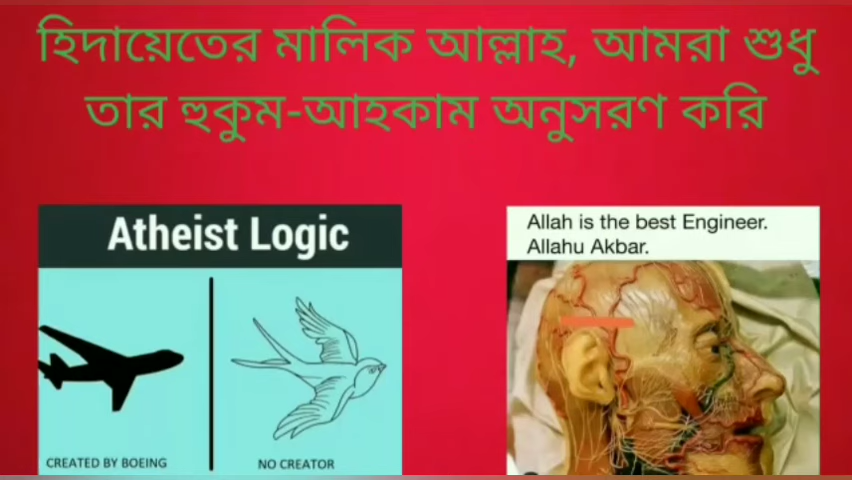 হিদায়েতের মালিক আল্লাহ, আমরা শুধু
তার হুকুম-আহকাম অনুসরণ করি
Atheist Logic
CREATED BY BOEING
NO CREATOR
Allah is the best Engineer.
Allahu Akbar.